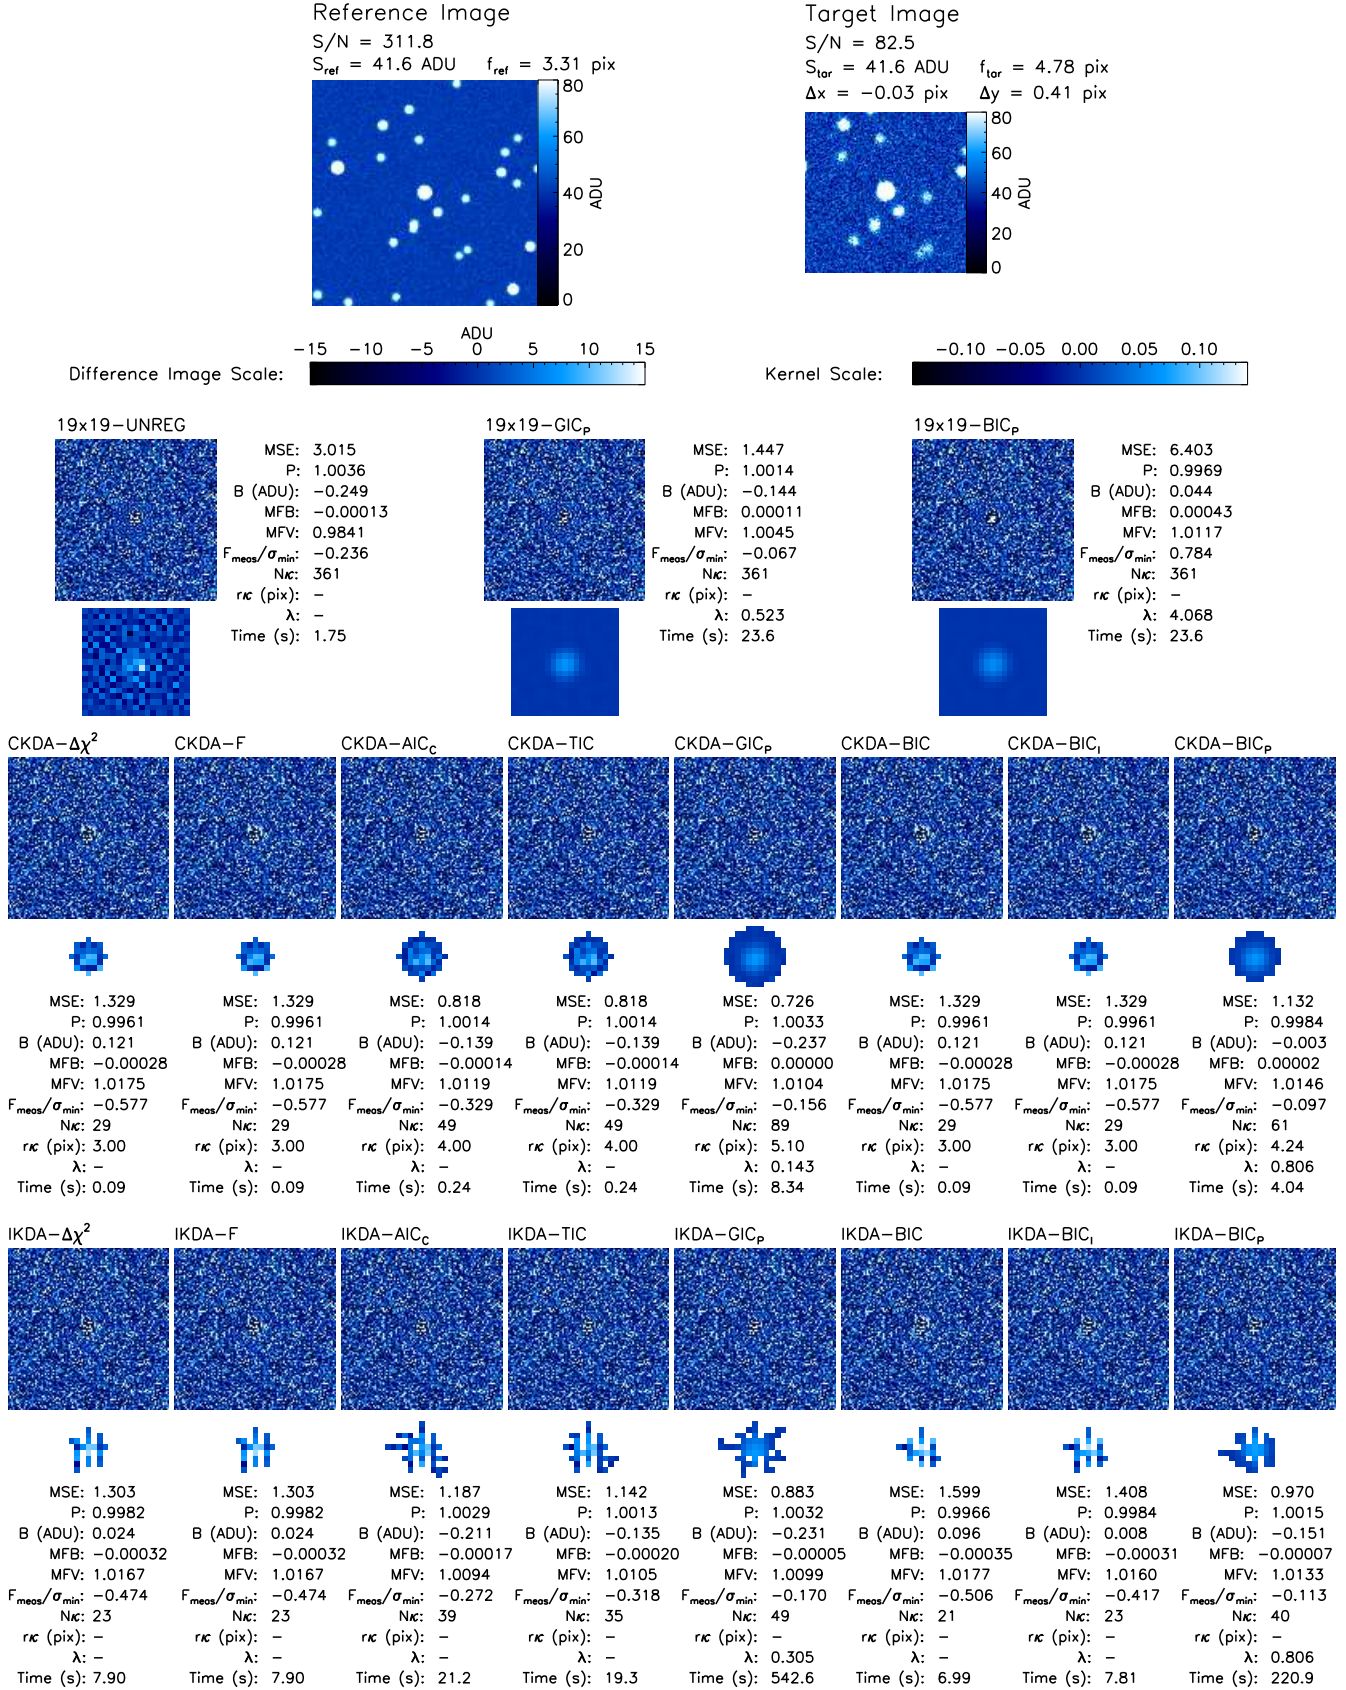 Reference Image
S/N = 311.8
S_ref = 41.6 ADU f_ref = 3.31 pix
80
60
40
20
0
ADU
Target Image
S/N = 82.5
S_tar = 41.6 ADU f_tar = 4.78 pix
Δx = −0.03 pix Δy = 0.41 pix
80
60
40
20
0
ADU
ADU
−15 −10 −5 0 5 10 15
Difference Image Scale:
−0.10 −0.05 0.00 0.05 0.10
Kernel Scale:
19x19−UNREG
MSE: 3.015
P: 1.0036
B (ADU): −0.249
MFB: −0.00013
MFV: 0.9841
F_meas/σ_min: −0.236
Nκ: 361
rκ (pix): −
λ: −
Time (s): 1.75
19x19−GIC_P
MSE: 1.447
P: 1.0014
B (ADU): −0.144
MFB: 0.00011
MFV: 1.0045
F_meas/σ_min: −0.067
Nκ: 361
rκ (pix): −
λ: 0.523
Time (s): 23.6
19x19−BIC_P
MSE: 6.403
P: 0.9969
B (ADU): 0.044
MFB: 0.00043
MFV: 1.0117
F_meas/σ_min: 0.784
Nκ: 361
rκ (pix): −
λ: 4.068
Time (s): 23.6
CKDA−Δχ² CKDA−F CKDA−AIC_C CKDA−TIC CKDA−GIC_P CKDA−BIC CKDA−BIC_I CKDA−BIC_P
MSE: 1.329 MSE: 1.329 MSE: 0.818 MSE: 0.818 MSE: 0.726 MSE: 1.329 MSE: 1.329 MSE: 1.132
P: 0.9961 P: 0.9961 P: 1.0014 P: 1.0014 P: 1.0033 P: 0.9961 P: 0.9961 P: 0.9984
B (ADU): 0.121 B (ADU): 0.121 B (ADU): −0.139 B (ADU): −0.139 B (ADU): −0.237 B (ADU): 0.121 B (ADU): 0.121 B (ADU): −0.003
MFB: −0.00028 MFB: −0.00028 MFB: −0.00014 MFB: −0.00014 MFB: 0.00000 MFB: −0.00028 MFB: −0.00028 MFB: 0.00002
MFV: 1.0175 MFV: 1.0175 MFV: 1.0119 MFV: 1.0119 MFV: 1.0104 MFV: 1.0175 MFV: 1.0175 MFV: 1.0146
F_meas/σ_min: −0.577 F_meas/σ_min: −0.577 F_meas/σ_min: −0.329 F_meas/σ_min: −0.329 F_meas/σ_min: −0.156 F_meas/σ_min: −0.577 F_meas/σ_min: −0.577 F_meas/σ_min: −0.097
Nκ: 29 Nκ: 29 Nκ: 49 Nκ: 49 Nκ: 89 Nκ: 29 Nκ: 29 Nκ: 61
rκ (pix): 3.00 rκ (pix): 3.00 rκ (pix): 4.00 rκ (pix): 4.00 rκ (pix): 5.10 rκ (pix): 3.00 rκ (pix): 3.00 rκ (pix): 4.24
λ: − λ: − λ: − λ: − λ: 0.143 λ: − λ: − λ: 0.806
Time (s): 0.09 Time (s): 0.09 Time (s): 0.24 Time (s): 0.24 Time (s): 8.34 Time (s): 0.09 Time (s): 0.09 Time (s): 4.04
IKDA−Δχ² IKDA−F IKDA−AIC_C IKDA−TIC IKDA−GIC_P IKDA−BIC IKDA−BIC_I IKDA−BIC_P
MSE: 1.303 MSE: 1.303 MSE: 1.187 MSE: 1.142 MSE: 0.883 MSE: 1.599 MSE: 1.408 MSE: 0.970
P: 0.9982 P: 0.9982 P: 1.0029 P: 1.0013 P: 1.0032 P: 0.9966 P: 0.9984 P: 1.0015
B (ADU): 0.024 B (ADU): 0.024 B (ADU): −0.211 B (ADU): −0.135 B (ADU): −0.231 B (ADU): 0.096 B (ADU): 0.008 B (ADU): −0.151
MFB: −0.00032 MFB: −0.00032 MFB: −0.00017 MFB: −0.00020 MFB: −0.00005 MFB: −0.00035 MFB: −0.00031 MFB: −0.00007
MFV: 1.0167 MFV: 1.0167 MFV: 1.0094 MFV: 1.0105 MFV: 1.0099 MFV: 1.0177 MFV: 1.0160 MFV: 1.0133
F_meas/σ_min: −0.474 F_meas/σ_min: −0.474 F_meas/σ_min: −0.272 F_meas/σ_min: −0.318 F_meas/σ_min: −0.170 F_meas/σ_min: −0.506 F_meas/σ_min: −0.417 F_meas/σ_min: −0.113
Nκ: 23 Nκ: 23 Nκ: 39 Nκ: 35 Nκ: 49 Nκ: 21 Nκ: 23 Nκ: 40
rκ (pix): − rκ (pix): − rκ (pix): − rκ (pix): − rκ (pix): − rκ (pix): − rκ (pix): − rκ (pix): −
λ: − λ: − λ: − λ: − λ: 0.305 λ: − λ: − λ: 0.806
Time (s): 7.90 Time (s): 7.90 Time (s): 21.2 Time (s): 19.3 Time (s): 542.6 Time (s): 6.99 Time (s): 7.81 Time (s): 220.9